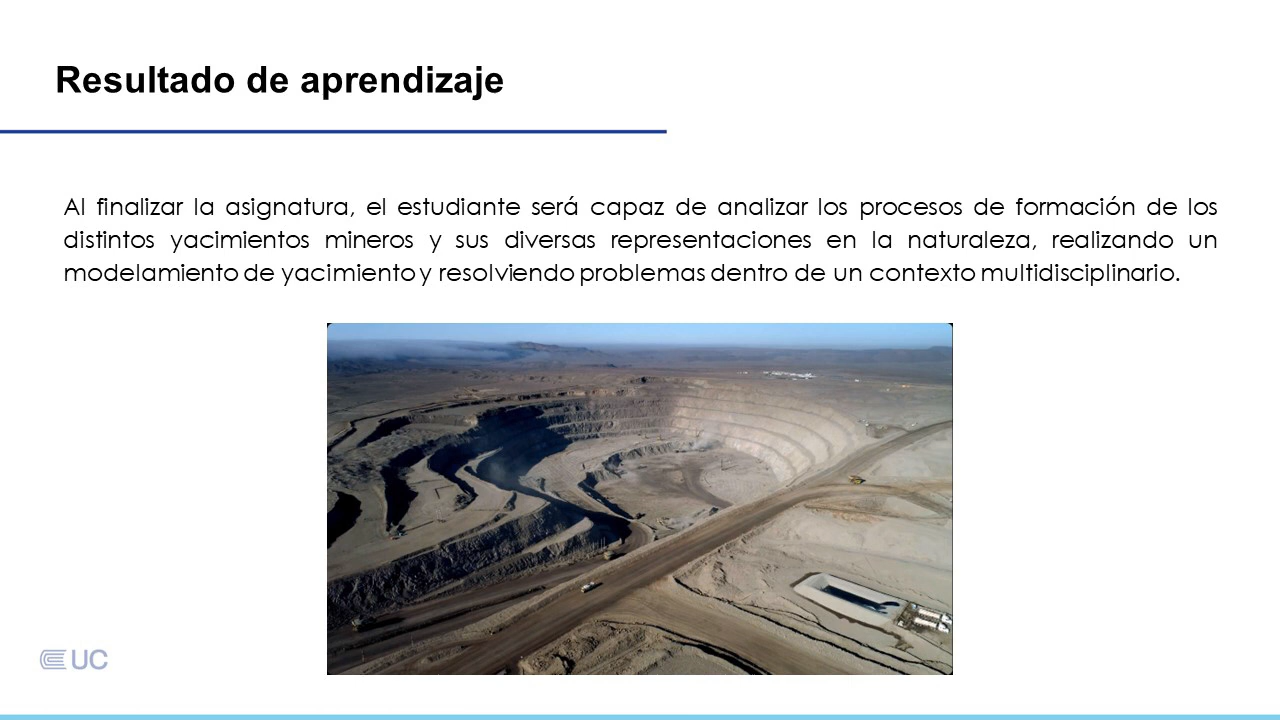 Resultado de aprendizaje
Al finalizar la asignatura, el estudiante será capaz de analizar los procesos de formación de los
distintos yacimientos mineros y sus diversas representaciones en la naturaleza, realizando un
modelamiento de yacimiento y resolviendo problemas dentro de un contexto multidisciplinario.
UC